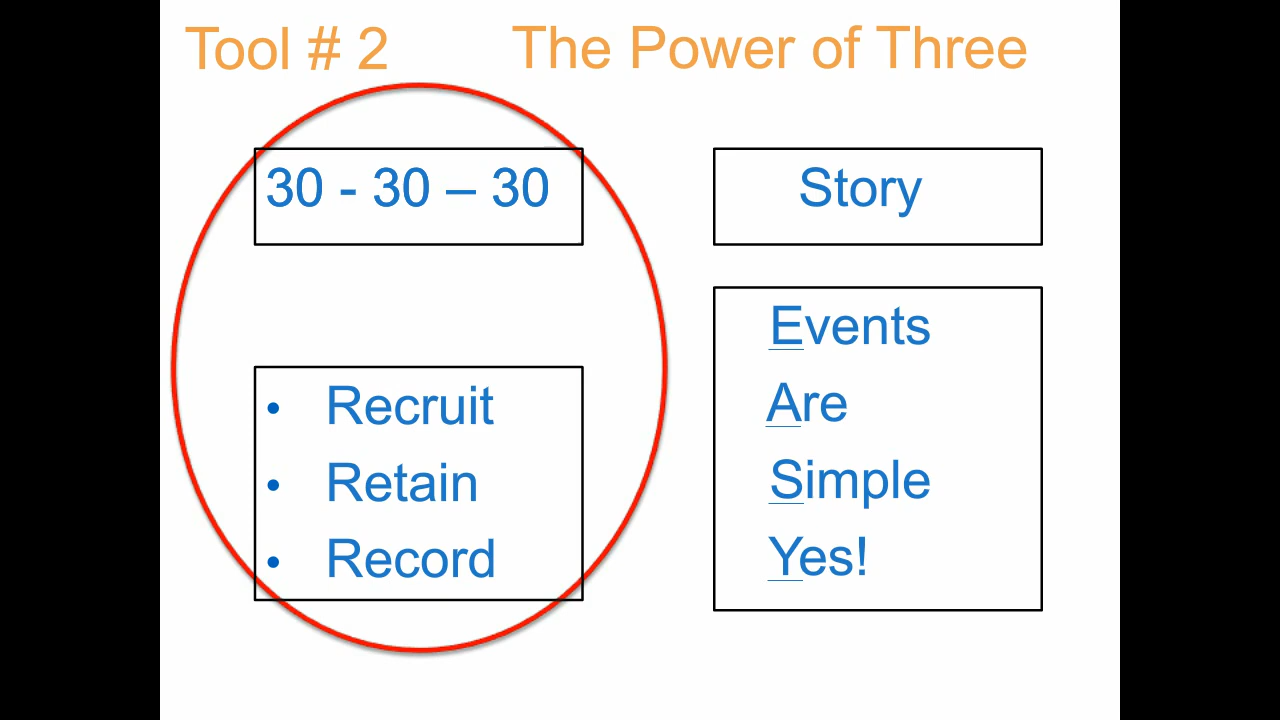 Tool # 2 The Power of Three
30 - 30 – 30
• Recruit
• Retain
• Record
Story
Events
Are
Simple
Yes!